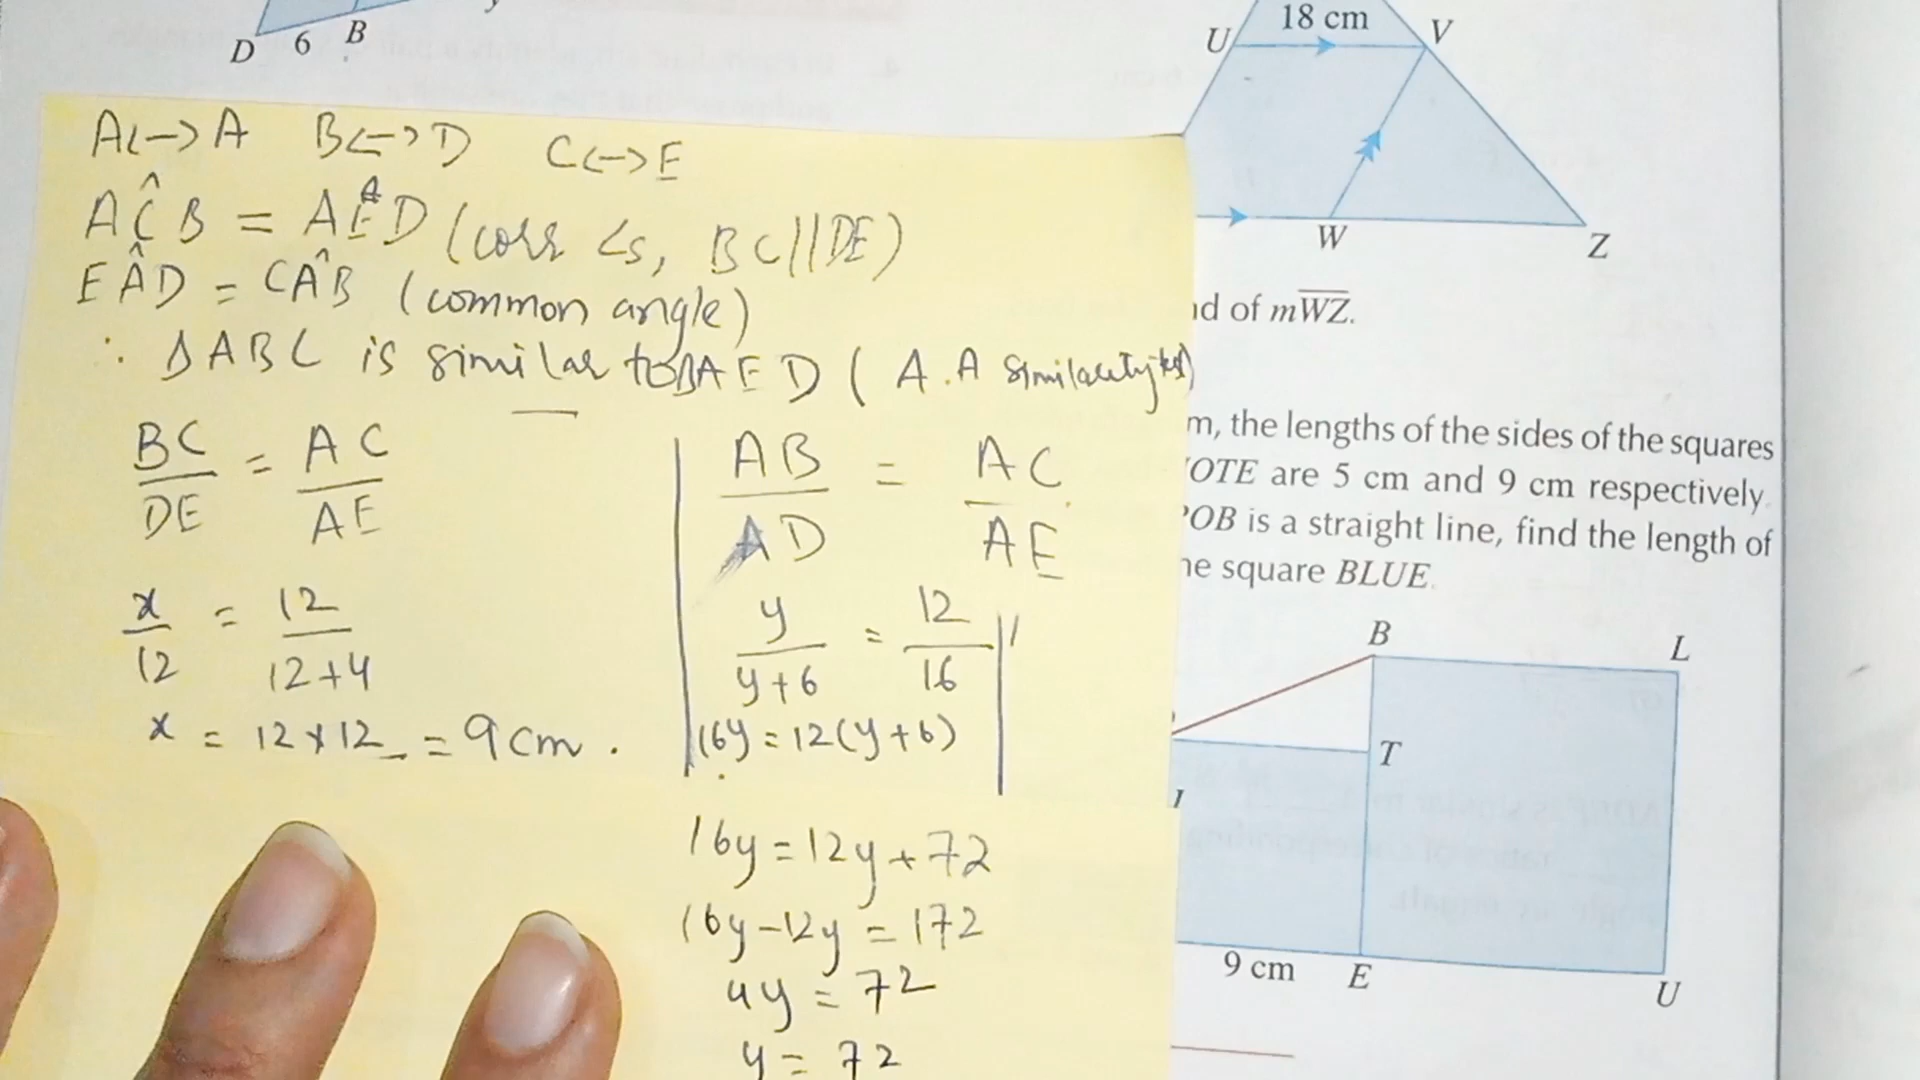 D 6 B
18 cm
U V
W Z
A<->A B<->D C<->E
AĈB = AÊD (corr ∠s, BC//DE)
EÂD = CÂB (common angle)
∴ ΔABC is similar to ΔAED (A.A similarity
BC/DE = AC/AE
x/12 = 12/12+4
x = 12×12 = 9cm.
AB/AD = AC/AE
y/y+6 = 12/16
16y = 12(y+6)
16y = 12y + 72
16y-12y = 172
4y = 72
y = 72
nd of mWZ.
m, the lengths of the sides of the squares
OTE are 5 cm and 9 cm respectively.
OB is a straight line, find the length of
he square BLUE.
B L
T
9 cm E U